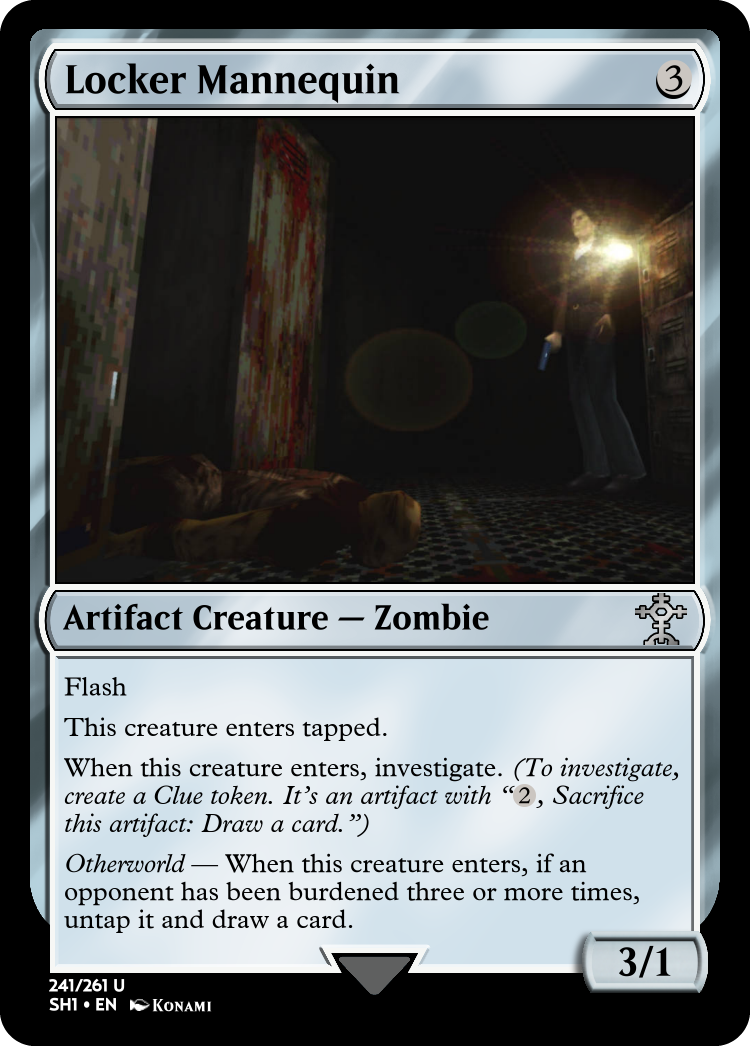 Locker Mannequin 3
Artifact Creature — Zombie
Flash
This creature enters tapped.
When this creature enters, investigate. (To investigate,
create a Clue token. It's an artifact with “2, Sacrifice
this artifact: Draw a card.”)
Otherworld — When this creature enters, if an
opponent has been burdened three or more times,
untap it and draw a card.
3/1
241/261 U
SH1 • EN KONAMI